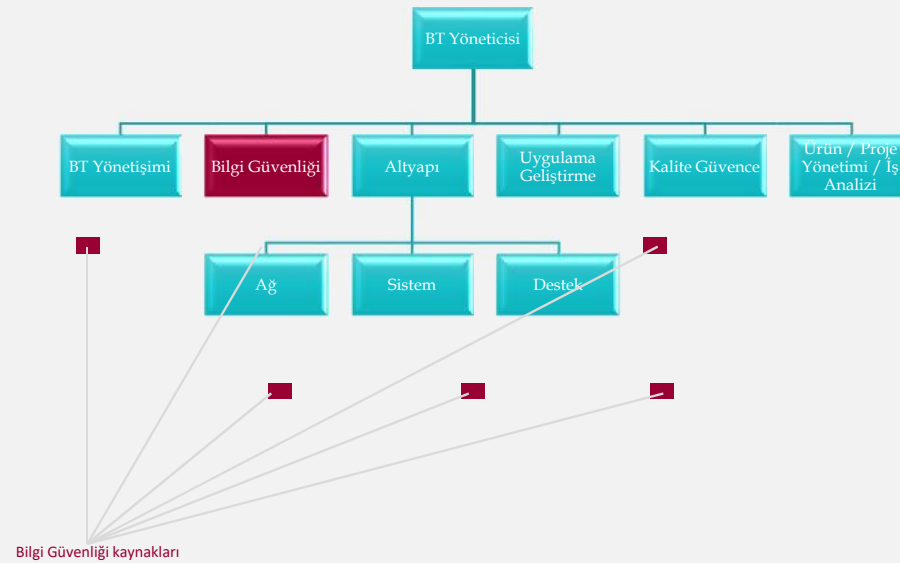 BT Yöneticisi
BT Yönetişimi
Bilgi Güvenliği
Altyapı
Uygulama
Geliştirme
Kalite Güvence
Ürün / Proje
Yönetimi / İş
Analizi
Ağ
Sistem
Destek
Bilgi Güvenliği kaynakları